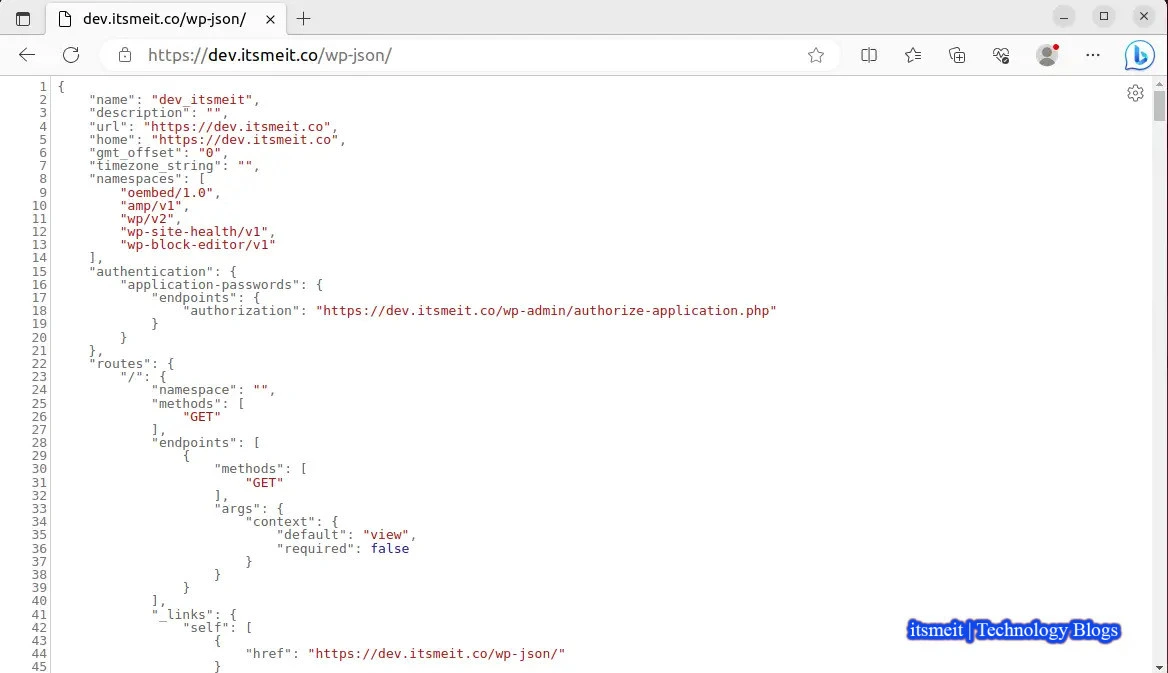 dev.itsmeit.co/wp-json/
https://dev.itsmeit.co/wp-json/
1 {
2     "name": "dev_itsmeit",
3     "description": "",
4     "url": "https://dev.itsmeit.co",
5     "home": "https://dev.itsmeit.co",
6     "gmt_offset": "0",
7     "timezone_string": "",
8     "namespaces": [
9         "oembed/1.0",
10         "amp/v1",
11         "wp/v2",
12         "wp-site-health/v1",
13         "wp-block-editor/v1"
14     ],
15     "authentication": {
16         "application-passwords": {
17             "endpoints": {
18                 "authorization": "https://dev.itsmeit.co/wp-admin/authorize-application.php"
19             }
20         }
21     },
22     "routes": {
23         "/": {
24             "namespace": "",
25             "methods": [
26                 "GET"
27             ],
28             "endpoints": [
29                 {
30                     "methods": [
31                         "GET"
32                     ],
33                     "args": {
34                         "context": {
35                             "default": "view",
36                             "required": false
37                         }
38                     }
39                 }
40             ],
41             "_links": {
42                 "self": [
43                     {
44                         "href": "https://dev.itsmeit.co/wp-json/"
45                     }
itsmeit | Technology Blogs